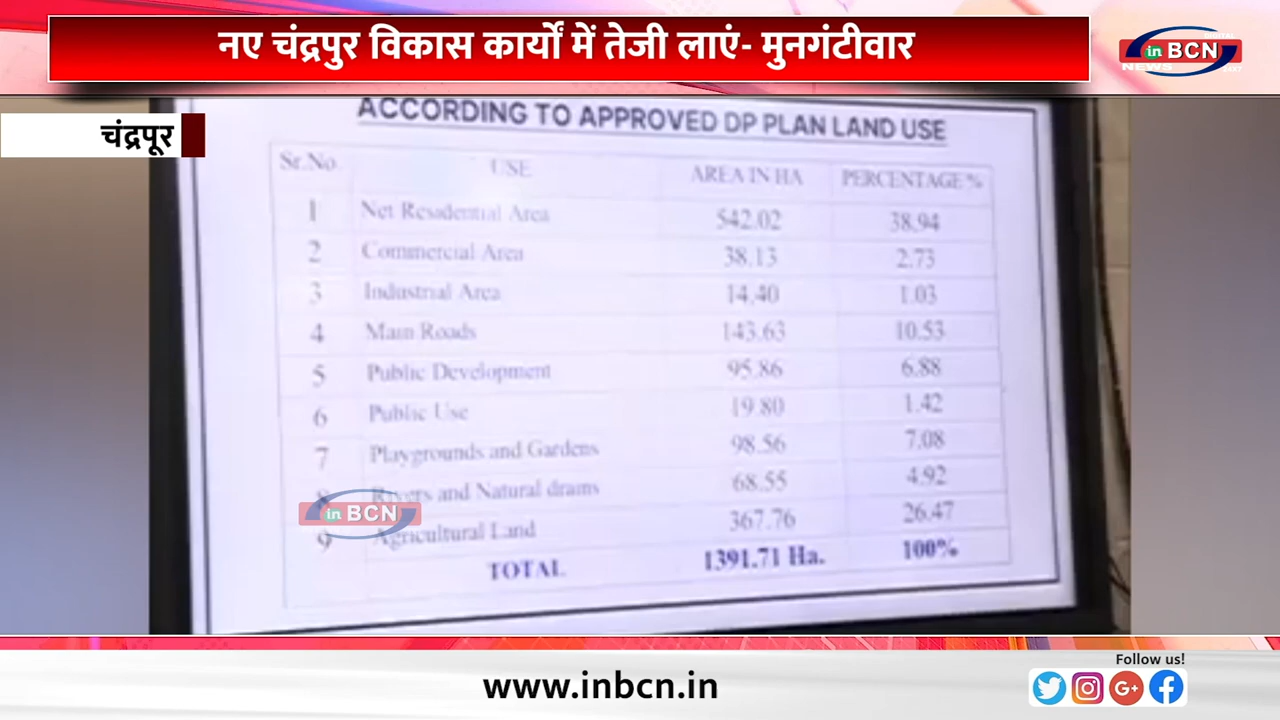 नए चंद्रपुर विकास कार्यों में तेजी लाएं- मुनगंटीवार
in BCN
NEWS
चंद्रपूर
ACCORDING TO APPROVED DP PLAN LAND USE
Sr.No. USE AREA IN HA PERCENTAGE %
1 Net Residential Area 542.02 38.94
2 Commercial Area 38.13 2.73
3 Industrial Area 14.40 1.03
4 Main Roads 143.63 10.53
5 Public Development 95.86 6.88
6 Public Use 19.80 1.42
7 Playgrounds and Gardens 98.56 7.08
8 Rivers and Natural drams 68.55 4.92
in BCN
9 Agricultural Land 367.76 26.47
TOTAL 1391.71 Ha. 100%
Follow us!
www.inbcn.in